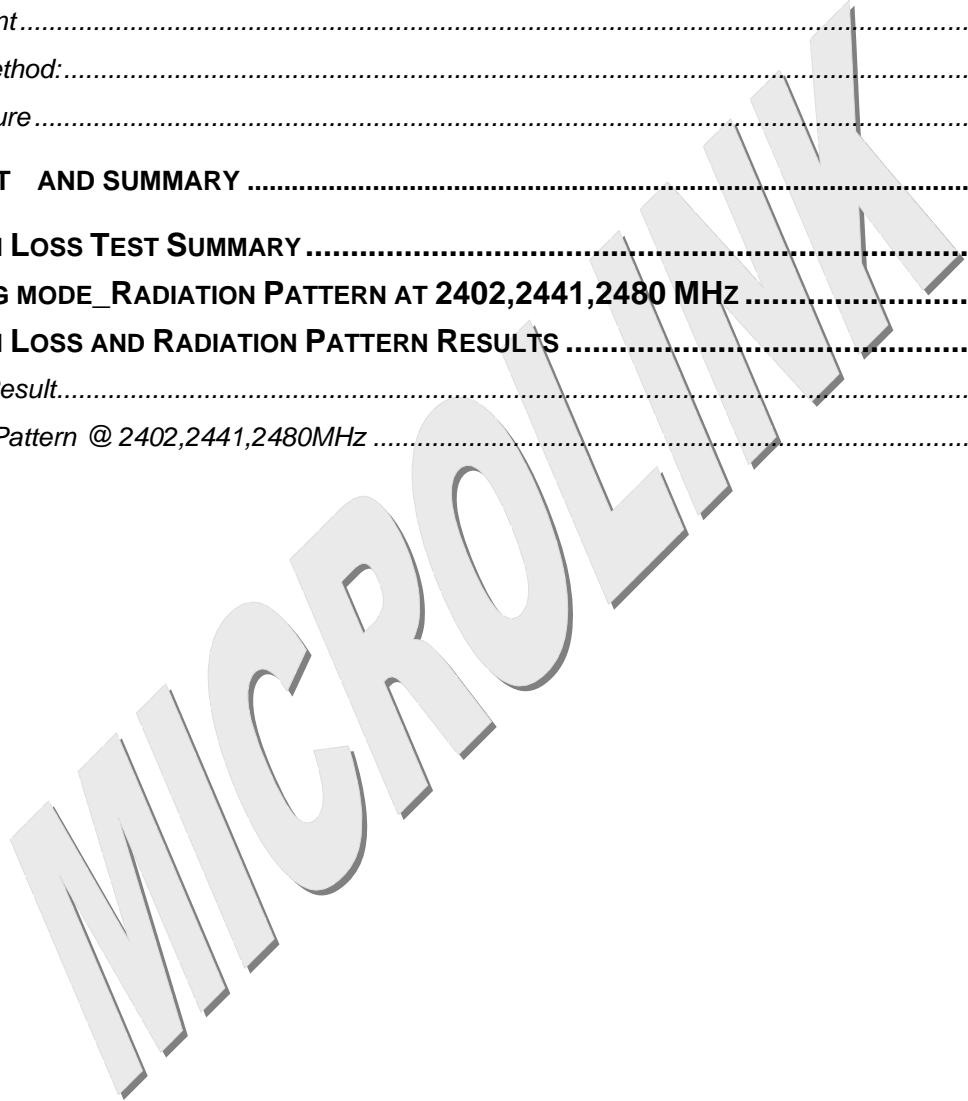 nt........................................................................................................
ethod:........................................................................................................
ure........................................................................................................
T AND SUMMARY........................................................................................................
N LOSS TEST SUMMARY........................................................................................................
G MODE_RADIATION PATTERN AT 2402,2441,2480 MHZ..............................
N LOSS AND RADIATION PATTERN RESULTS........................................................
Result........................................................................................................
Pattern @ 2402,2441,2480MHz........................................................................................
MICROLINK